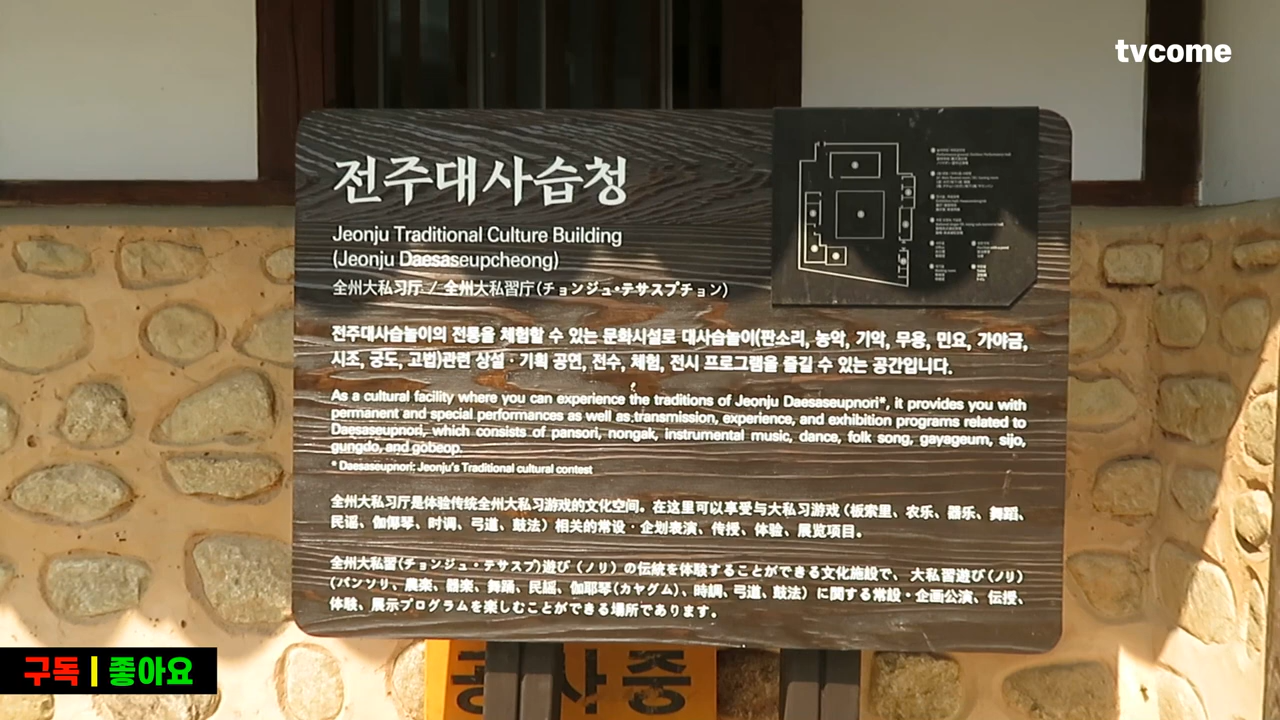 tvcome
전주대사습청
Jeonju Traditional Culture Building
(Jeonju Daesaseupcheong)
全州大私习厅 / 全州大私習庁(チョンジュ・テサスプチョン)
전주대사습놀이의 전통을 체험할 수 있는 문화시설로 대사습놀이(판소리, 농악, 기악, 무용, 민요, 가야금,
시조, 궁도, 고법)관련 상설 · 기획 공연, 전수, 체험, 전시 프로그램을 즐길 수 있는 공간입니다.
As a cultural facility where you can experience the traditions of Jeonju Daesaseupnori*, it provides you with
permanent and special performances as well as transmission, experience, and exhibition programs related to
Daesaseupnori, which consists of pansori, nongak, instrumental music, dance, folk song, gayageum, sijo,
gungdo, and gobeop.
* Daesaseupnori: Jeonju's Traditional cultural contest
全州大私习厅是体验传统全州大私习游戏的文化空间。在这里可以享受与大私习游戏（板索里、农乐、器乐、舞蹈、
民谣、伽倻琴、时调、弓道、鼓法）相关的常设 · 企划表演、传授、体验、展览项目。
全州大私習(チョンジュ・テサスプ)遊び（ノリ）の伝統を体験することができる文化施設で、 大私習遊び(ノリ)
(パンソリ、農楽、器楽、舞踊、民謡、伽耶琴(カヤグム)、時調、弓道、鼓法）に関する常設・企画公演、伝授、
体験、展示プログラムを楽しむことができる場所であります。
구독 | 좋아요
공사중